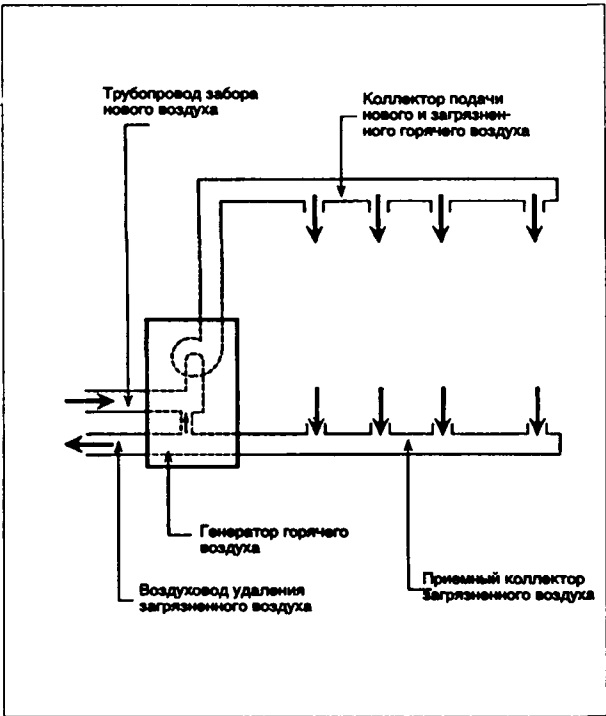 Трубопровод забора
нового воздуха
Коллектор подачи
нового и загрязнен-
ного горячего воздуха
Генератор горячего
воздуха
Воздуховод удаления
загрязненного воздуха
Приемный коллектор
загрязненного воздуха